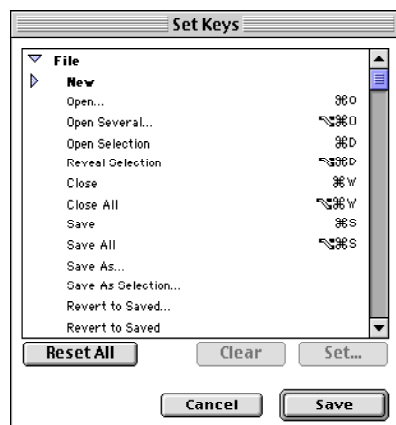 Set Keys
File
New
Open... ⌘O
Open Several... ⌥⌘O
Open Selection ⌘D
Reveal Selection ⌥⌘D
Close ⌘W
Close All ⌥⌘W
Save ⌘S
Save All ⌥⌘S
Save As...
Save As Selection...
Revert to Saved...
Revert to Saved
Reset All Clear Set...
Cancel Save